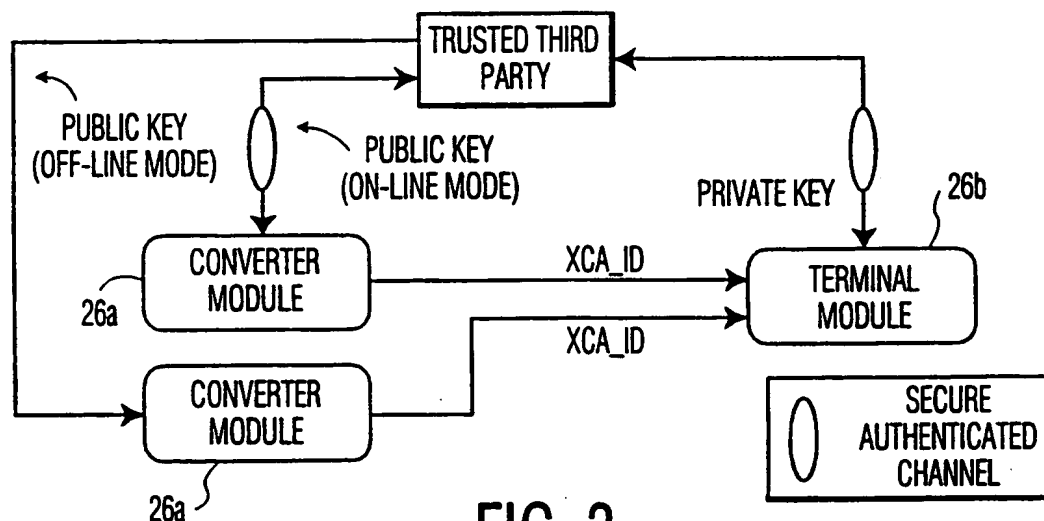 TRUSTED THIRD
PARTY
PUBLIC KEY
(OFF-LINE MODE)
PUBLIC KEY
(ON-LINE MODE)
PRIVATE KEY
26b
CONVERTER
MODULE
26a
XCA_ID
TERMINAL
MODULE
XCA_ID
CONVERTER
MODULE
26a
SECURE
AUTHENTICATED
CHANNEL